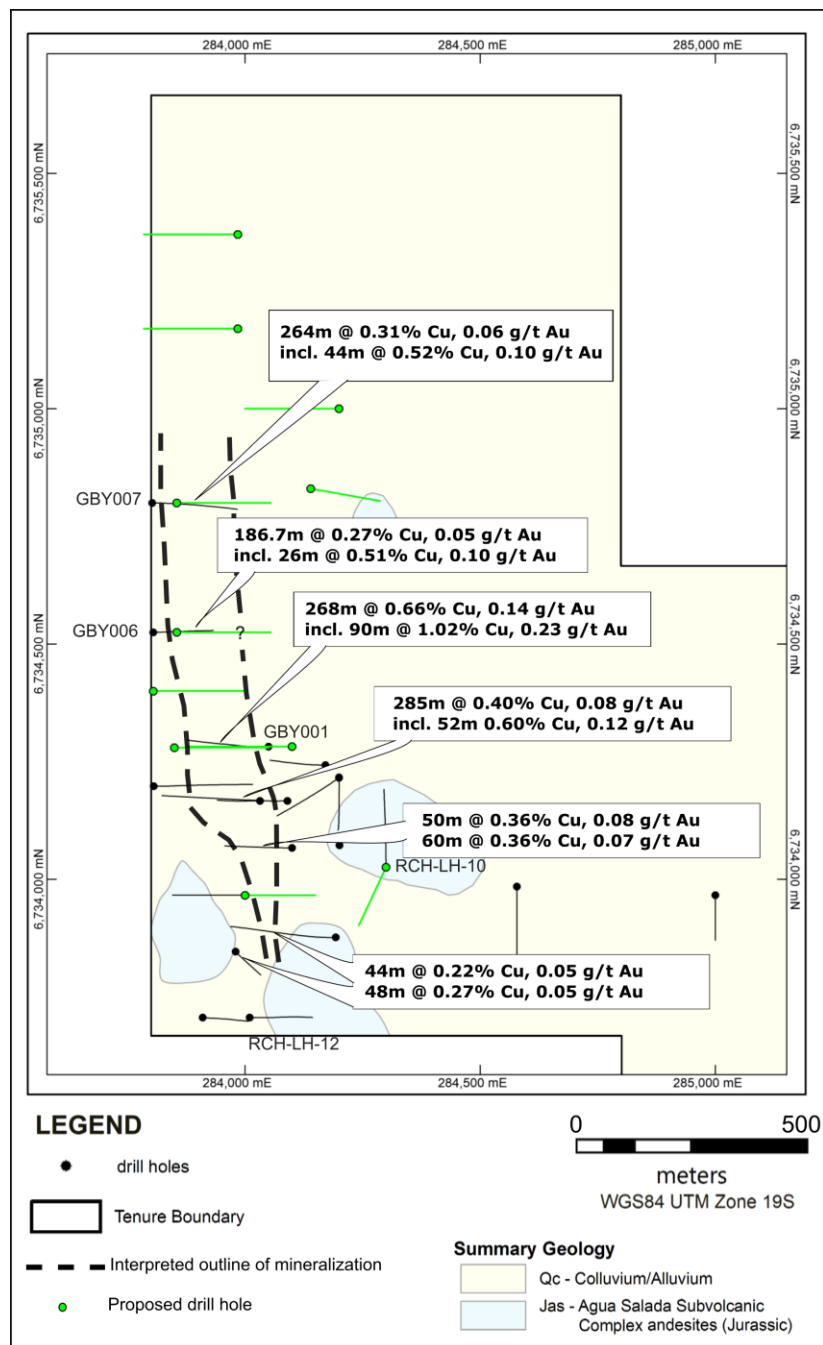 284,000 mE
284,500 mE
285,000 mE
6,735,500 mN
6,735,500 mN
264m @ 0.31% Cu, 0.06 g/t Au
incl. 44m @ 0.52% Cu, 0.10 g/t Au
6,735,000 mN
6,735,000 mN
GBY007
186.7m @ 0.27% Cu, 0.05 g/t Au
incl. 26m @ 0.51% Cu, 0.10 g/t Au
268m @ 0.66% Cu, 0.14 g/t Au
incl. 90m @ 1.02% Cu, 0.23 g/t Au
GBY006
?
6,734,500 mN
6,734,500 mN
285m @ 0.40% Cu, 0.08 g/t Au
incl. 52m 0.60% Cu, 0.12 g/t Au
GBY001
50m @ 0.36% Cu, 0.08 g/t Au
60m @ 0.36% Cu, 0.07 g/t Au
RCH-LH-10
6,734,000 mN
6,734,000 mN
44m @ 0.22% Cu, 0.05 g/t Au
48m @ 0.27% Cu, 0.05 g/t Au
RCH-LH-12
284,000 mE
284,500 mE
285,000 mE
LEGEND
drill holes
Tenure Boundary
Interpreted outline of mineralization
Proposed drill hole
0
500
meters
WGS84 UTM Zone 19S
Summary Geology
Qc - Colluvium/Alluvium
Jas - Agua Salada Subvolcanic
Complex andesites (Jurassic)